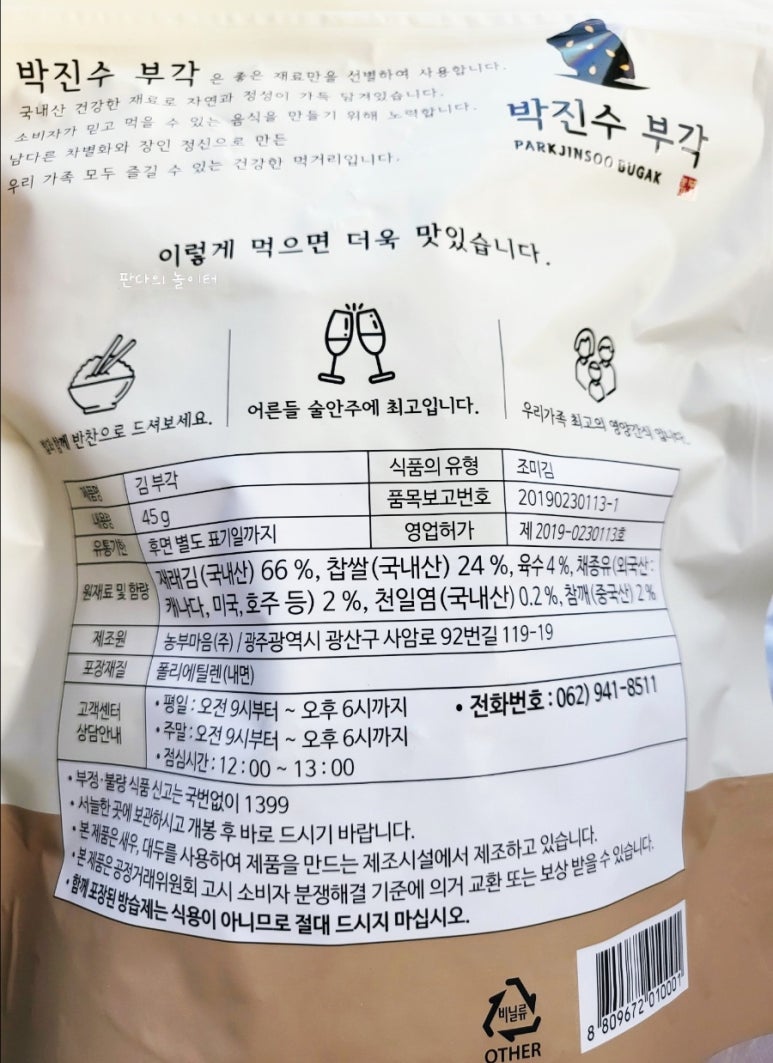 박진수 부각 은 좋은 재료만을 선별하여 사용합니다.
국내산 건강한 재료로 자연과 정성이 가득 담겨있습니다.
소비자가 믿고 먹을 수 있는 음식을 만들기 위해 노력합니다.
남다른 차별화와 장인 정신으로 만든
우리 가족 모두 즐길 수 있는 건강한 먹거리입니다.
박진수 부각
PARKJINSOO BUGAK
이렇게 먹으면 더욱 맛있습니다.
판다의 놀이터
반찬으로 드셔보세요.
어른들 술안주에 최고입니다.
우리가족 최고의 영양간식 입니다.
제품명 김 부각 식품의 유형 조미김
내용량 45g 품목보고번호 20190230113-1
유통기한 후면 별도 표기일까지 영업허가 제 2019-0230113호
원재료 및 함량 재래김(국내산) 66 %, 찹쌀(국내산) 24 %, 육수 4 %, 채종유(외국산:
캐나다, 미국, 호주 등) 2 %, 천일염(국내산) 0.2%, 참깨(중국산) 2 %
제조원 농부마음(주) / 광주광역시 광산구 사암로 92번길 119-19
포장재질 폴리에틸렌(내면)
고객센터
상담안내
• 평일 : 오전 9시부터 ~ 오후 6시까지 • 전화번호 : 062) 941-8511
• 주말 : 오전 9시부터 ~ 오후 6시까지
• 점심시간 : 12 : 00 ~ 13 : 00
• 부정·불량 식품 신고는 국번없이 1399
• 서늘한 곳에 보관하시고 개봉 후 바로 드시기 바랍니다.
• 본 제품은 새우, 대두를 사용하여 제품을 만드는 제조시설에서 제조하고 있습니다.
• 본 제품은 공정거래위원회 고시 소비자 분쟁해결 기준에 의거 교환 또는 보상 받을 수 있습니다.
• 함께 포장된 방습제는 식용이 아니므로 절대 드시지 마십시오.
비닐류
OTHER
8 809672 010001